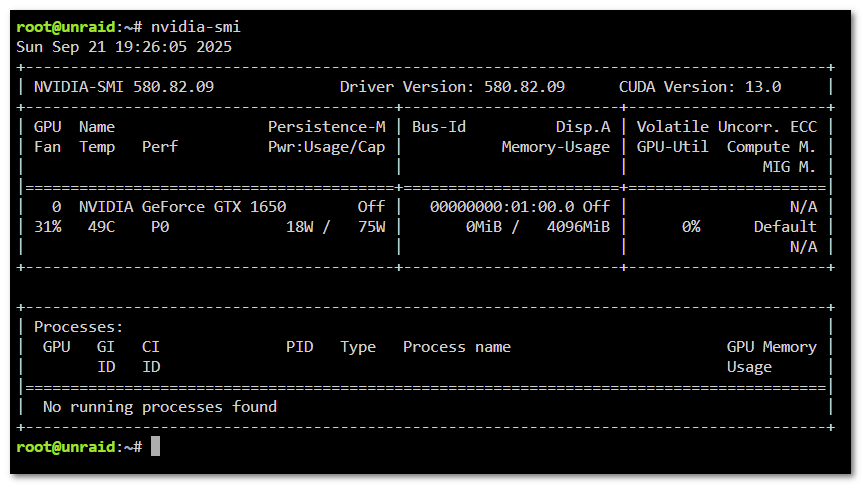 root@unraid:~# nvidia-smi
Sun Sep 21 19:26:05 2025
+-----------------------------------------------------------------------------------------+
| NVIDIA-SMI 580.82.09              Driver Version: 580.82.09      CUDA Version: 13.0     |
+-----------------------------------------+------------------------+----------------------+
| GPU  Name                 Persistence-M | Bus-Id          Disp.A | Volatile Uncorr. ECC |
| Fan  Temp   Perf          Pwr:Usage/Cap |           Memory-Usage | GPU-Util  Compute M. |
|                                         |                        |               MIG M. |
|=========================================+========================+======================|
|   0  NVIDIA GeForce GTX 1650        Off |   00000000:01:00.0 Off |                  N/A |
| 31%   49C    P0             18W /   75W |       0MiB /   4096MiB |      0%      Default |
|                                         |                        |                  N/A |
+-----------------------------------------+------------------------+----------------------+

+-----------------------------------------------------------------------------------------+
| Processes:                                                                              |
|  GPU   GI   CI              PID   Type   Process name                        GPU Memory |
|        ID   ID                                                               Usage      |
|=========================================================================================|
|  No running processes found                                                             |
+-----------------------------------------------------------------------------------------+
root@unraid:~#